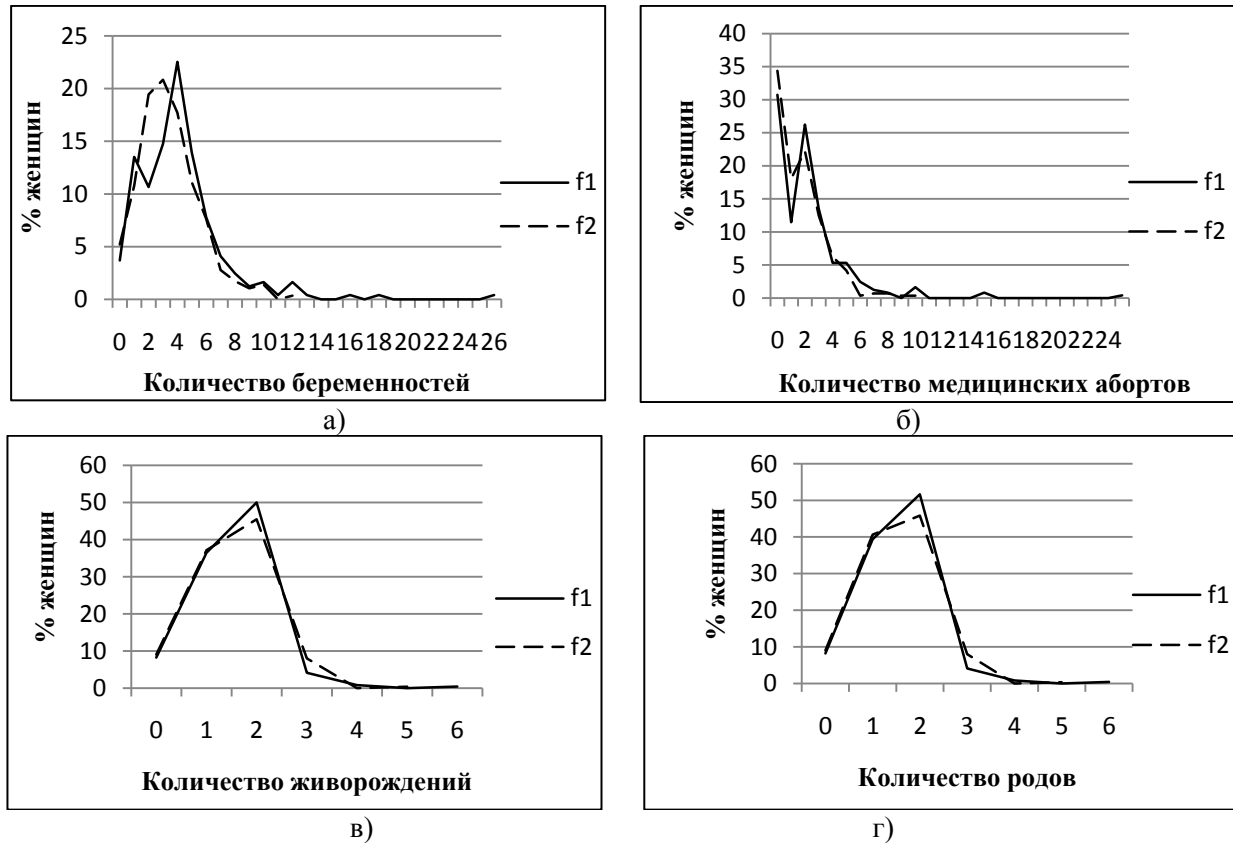 25
20
15
10
5
0
% женщин
f1
f2
0 2 4 6 8 10 12 14 16 18 20 22 24 26
Количество беременностей
а)
40
35
30
25
20
15
10
5
0
% женщин
f1
f2
0 2 4 6 8 10 12 14 16 18 20 22 24
Количество медицинских абортов
б)
60
50
40
30
20
10
0
% женщин
f1
f2
0 1 2 3 4 5 6
Количество живорождений
в)
60
50
40
30
20
10
0
% женщин
f1
f2
0 1 2 3 4 5 6
Количество родов
г)